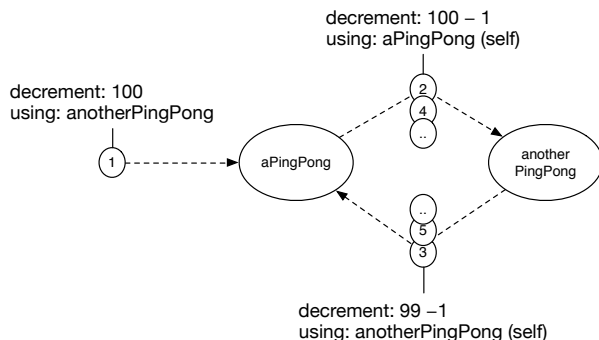 decrement: 100 – 1
using: aPingPong (self)
decrement: 100
using: anotherPingPong
2
4
..
1
aPingPong
another
PingPong
..
5
3
decrement: 99 –1
using: anotherPingPong (self)